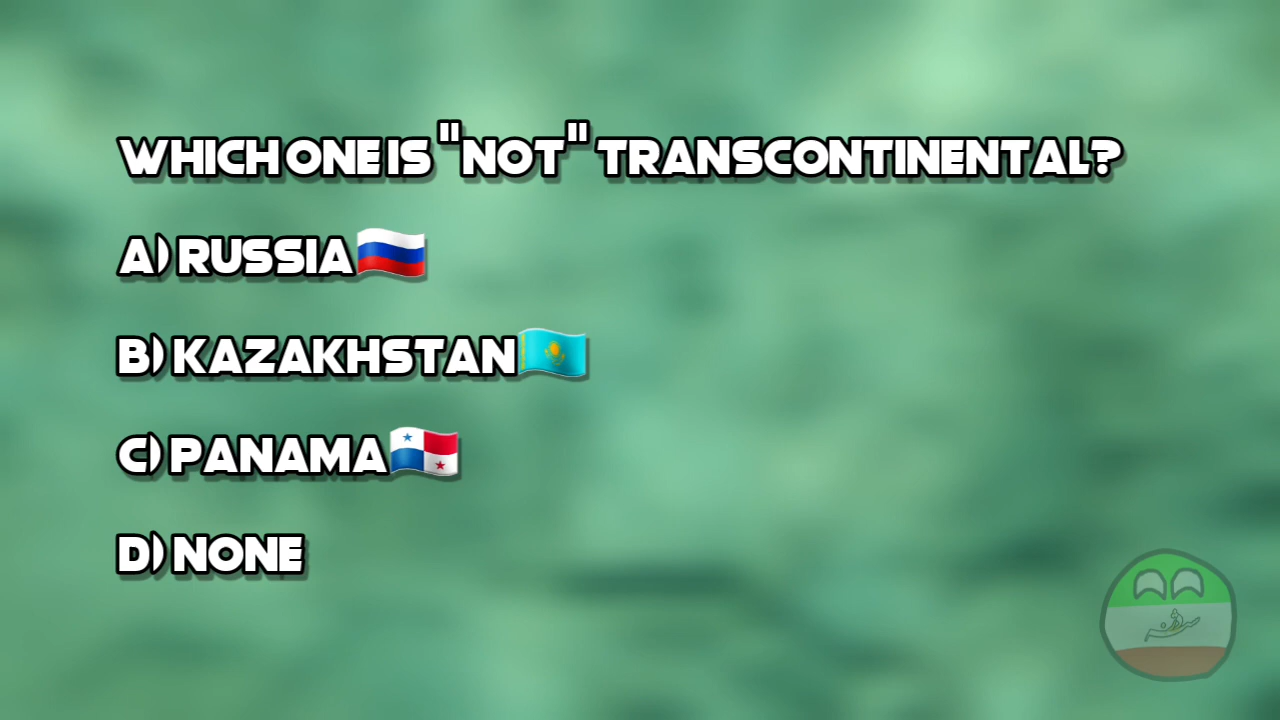 WHICH ONE IS "NOT" TRANSCONTINENTAL?
A) RUSSIA🇷🇺
B) KAZAKHSTAN🇰🇿
C) PANAMA🇵🇦
D) NONE